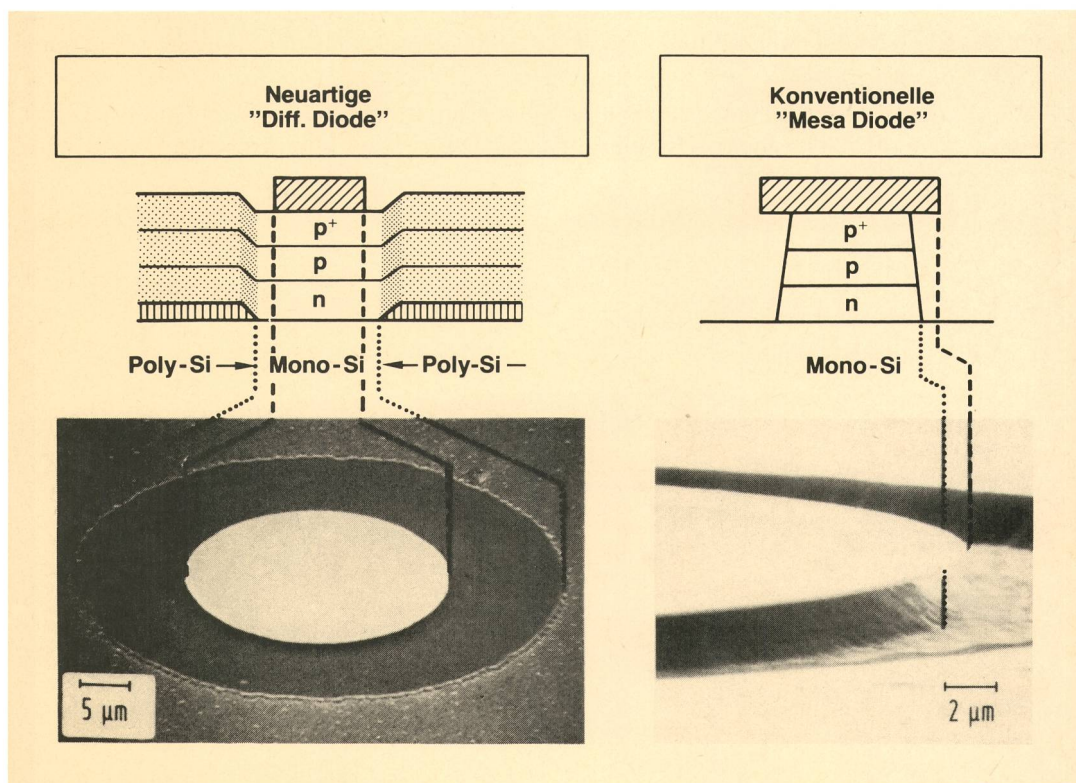 Neuartige
”Diff. Diode”
p+
p
n
Poly-Si
Mono-Si
Poly-Si
5 µm
Konventionelle
”Mesa Diode”
p+
p
n
Mono-Si
2 µm